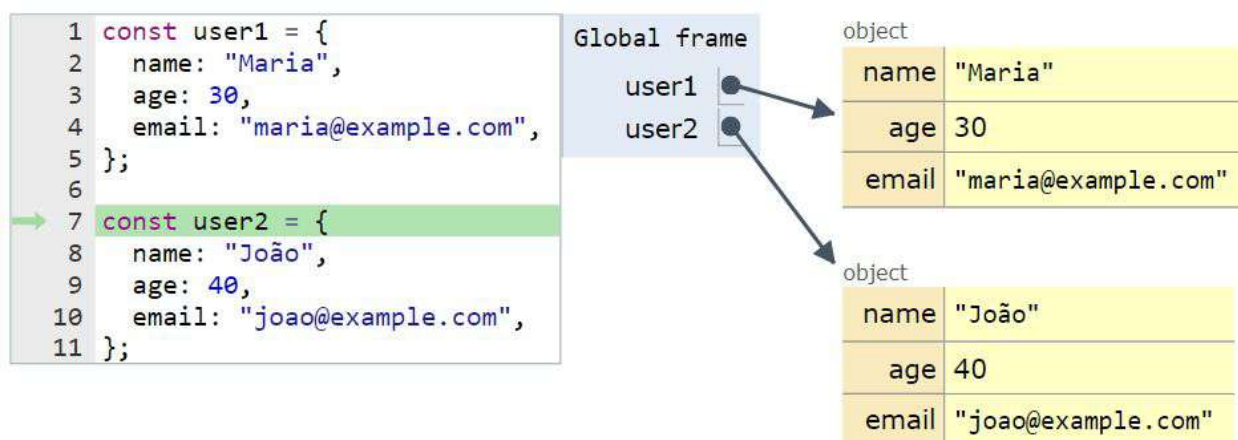 1 const user1 = {
2   name: "Maria",
3   age: 30,
4   email: "maria@example.com",
5 };
6
7 const user2 = {
8   name: "João",
9   age: 40,
10   email: "joao@example.com",
11 };
Global frame
user1
user2
object
name "Maria"
age 30
email "maria@example.com"
object
name "João"
age 40
email "joao@example.com"